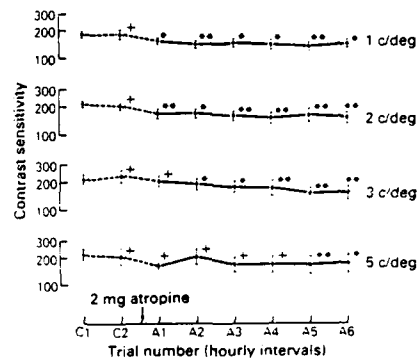 Contrast sensitivity
300
200
100
+ • •• • • •• • 1 c/deg
300
200
100
+ •• • •• •• •• •• 2 c/deg
300
200
100
+ + • •• •• •• •• 3 c/deg
300
200
100
+ + + + + •• • 5 c/deg
2 mg atropine
C1 C2 A1 A2 A3 A4 A5 A6
Trial number (hourly intervals)